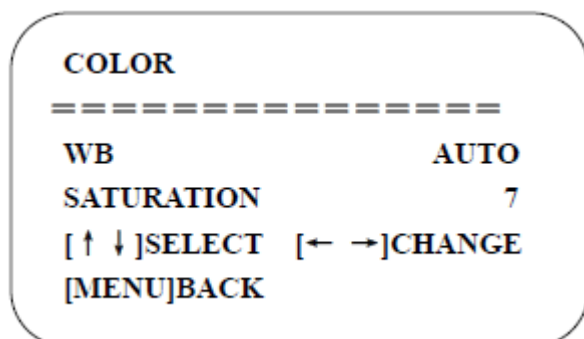 COLOR
================
WB AUTO
SATURATION 7
[↑ ↓]SELECT [← →]CHANGE
[MENU]BACK